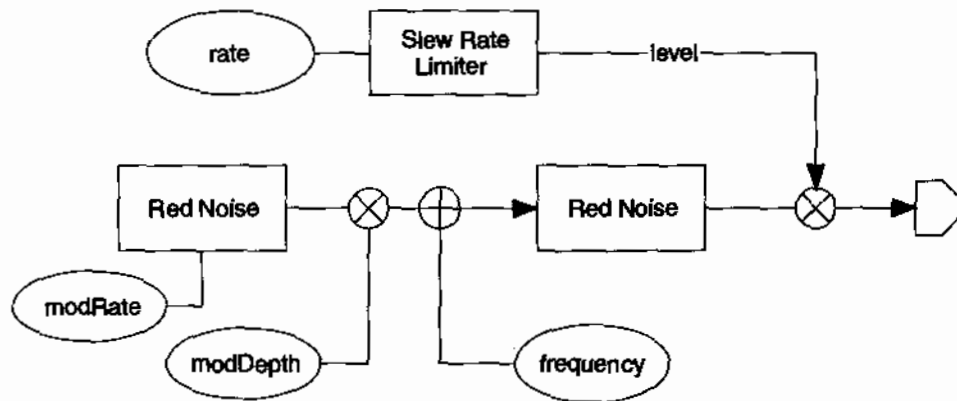 rate
Slew Rate
Limiter
level
Red Noise
Red Noise
modRate
modDepth
frequency